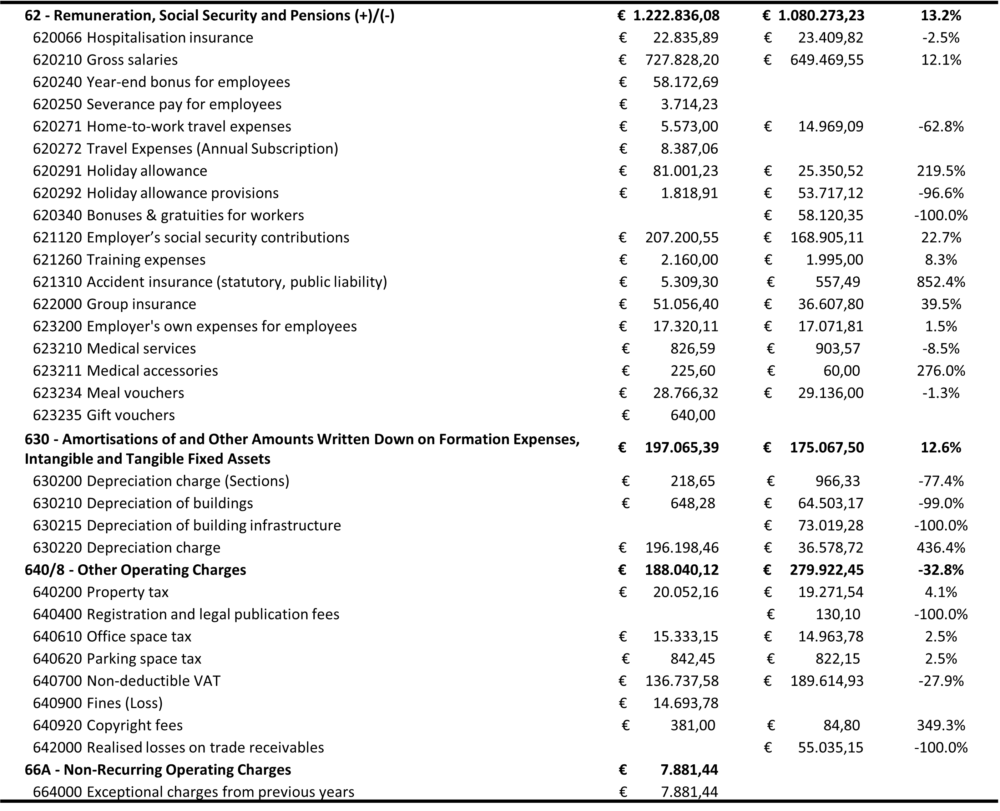 62 - Remuneration, Social Security and Pensions (+)/(-) € 1.222.836,08 € 1.080.273,23 13.2%
620066 Hospitalisation insurance € 22.835,89 € 23.409,82 -2.5%
620210 Gross salaries € 727.828,20 € 649.469,55 12.1%
620240 Year-end bonus for employees € 58.172,69
620250 Severance pay for employees € 3.714,23
620271 Home-to-work travel expenses € 5.573,00 € 14.969,09 -62.8%
620272 Travel Expenses (Annual Subscription) € 8.387,06
620291 Holiday allowance € 81.001,23 € 25.350,52 219.5%
620292 Holiday allowance provisions € 1.818,91 € 53.717,12 -96.6%
620340 Bonuses & gratuities for workers € 58.120,35 -100.0%
621120 Employer’s social security contributions € 207.200,55 € 168.905,11 22.7%
621260 Training expenses € 2.160,00 € 1.995,00 8.3%
621310 Accident insurance (statutory, public liability) € 5.309,30 € 557,49 852.4%
622000 Group insurance € 51.056,40 € 36.607,80 39.5%
623200 Employer's own expenses for employees € 17.320,11 € 17.071,81 1.5%
623210 Medical services € 826,59 € 903,57 -8.5%
623211 Medical accessories € 225,60 € 60,00 276.0%
623234 Meal vouchers € 28.766,32 € 29.136,00 -1.3%
623235 Gift vouchers € 640,00
630 - Amortisations of and Other Amounts Written Down on Formation Expenses,
Intangible and Tangible Fixed Assets € 197.065,39 € 175.067,50 12.6%
630200 Depreciation charge (Sections) € 218,65 € 966,33 -77.4%
630210 Depreciation of buildings € 648,28 € 64.503,17 -99.0%
630215 Depreciation of building infrastructure € 73.019,28 -100.0%
630220 Depreciation charge € 196.198,46 € 36.578,72 436.4%
640/8 - Other Operating Charges € 188.040,12 € 279.922,45 -32.8%
640200 Property tax € 20.052,16 € 19.271,54 4.1%
640400 Registration and legal publication fees € 130,10 -100.0%
640610 Office space tax € 15.333,15 € 14.963,78 2.5%
640620 Parking space tax € 842,45 € 822,15 2.5%
640700 Non-deductible VAT € 136.737,58 € 189.614,93 -27.9%
640900 Fines (Loss) € 14.693,78
640920 Copyright fees € 381,00 € 84,80 349.3%
642000 Realised losses on trade receivables € 55.035,15 -100.0%
66A - Non-Recurring Operating Charges € 7.881,44
664000 Exceptional charges from previous years € 7.881,44